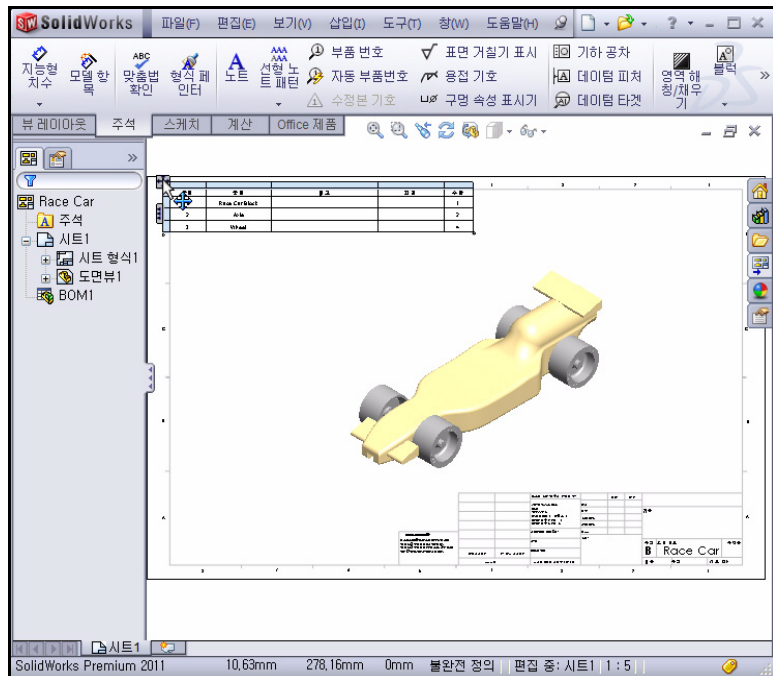 SolidWorks 파일(F) 편집(E) 보기(V) 삽입(I) 도구(T) 창(W) 도움말(H)
지능형 치수
모델 항목
ABC
맞춤법 확인
형식 페인터
A
노트
선형 노트 패턴
부품 번호
자동 부품번호
수정본 기호
표면 거칠기 표시
용접 기호
구멍 속성 표시기
기하 공차
데이텀 피처
데이텀 타겟
영역 해칭/채우기
블럭
뷰 레이아웃 주석 스케치 계산 Office 제품
Race Car
주석
시트1
시트 형식1
도면뷰1
BOM1
Race Car Block 1
2 Axle 2
3 Wheel
B Race Car
시트1
SolidWorks Premium 2011 10,63mm 278,16mm 0mm 불완전 정의 편집 중: 시트1 1 : 5